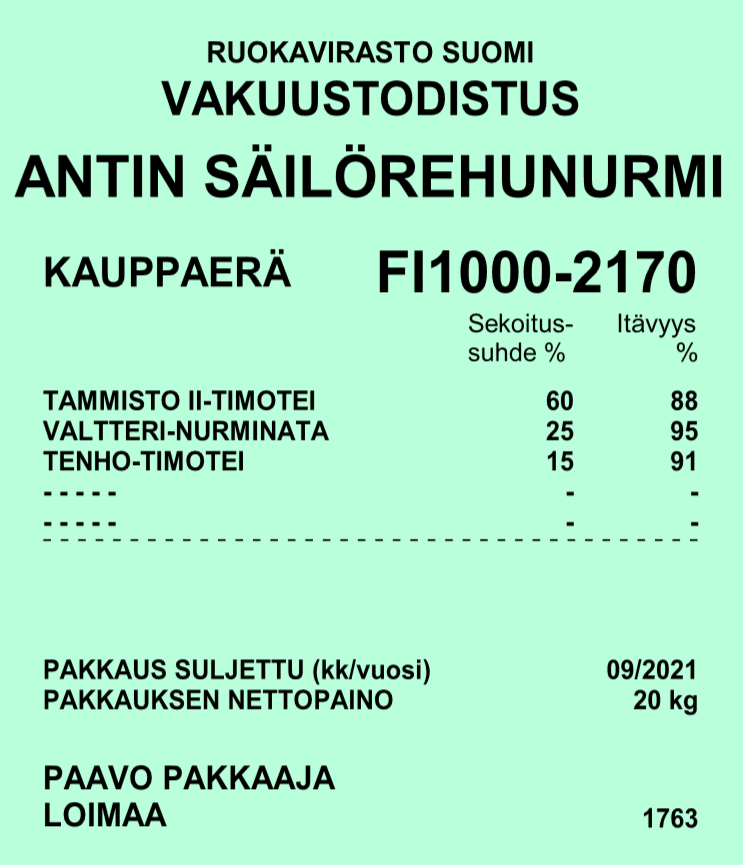 RUOKAVIRASTO SUOMI
VAKUUSTODISTUS
ANTIN SÄILÖREHUNURMI
KAUPPAERÄ FI1000-2170
Sekoitus- Itävyys
suhde % %
TAMMISTO II-TIMOTEI 60 88
VALTTERI-NURMINATA 25 95
TENHO-TIMOTEI 15 91
- - - - - - -
- - - - - - -
PAKKAUS SULJETTU (kk/vuosi) 09/2021
PAKKAUKSEN NETTOPAINO 20 kg
PAAVO PAKKAAJA
LOIMAA 1763